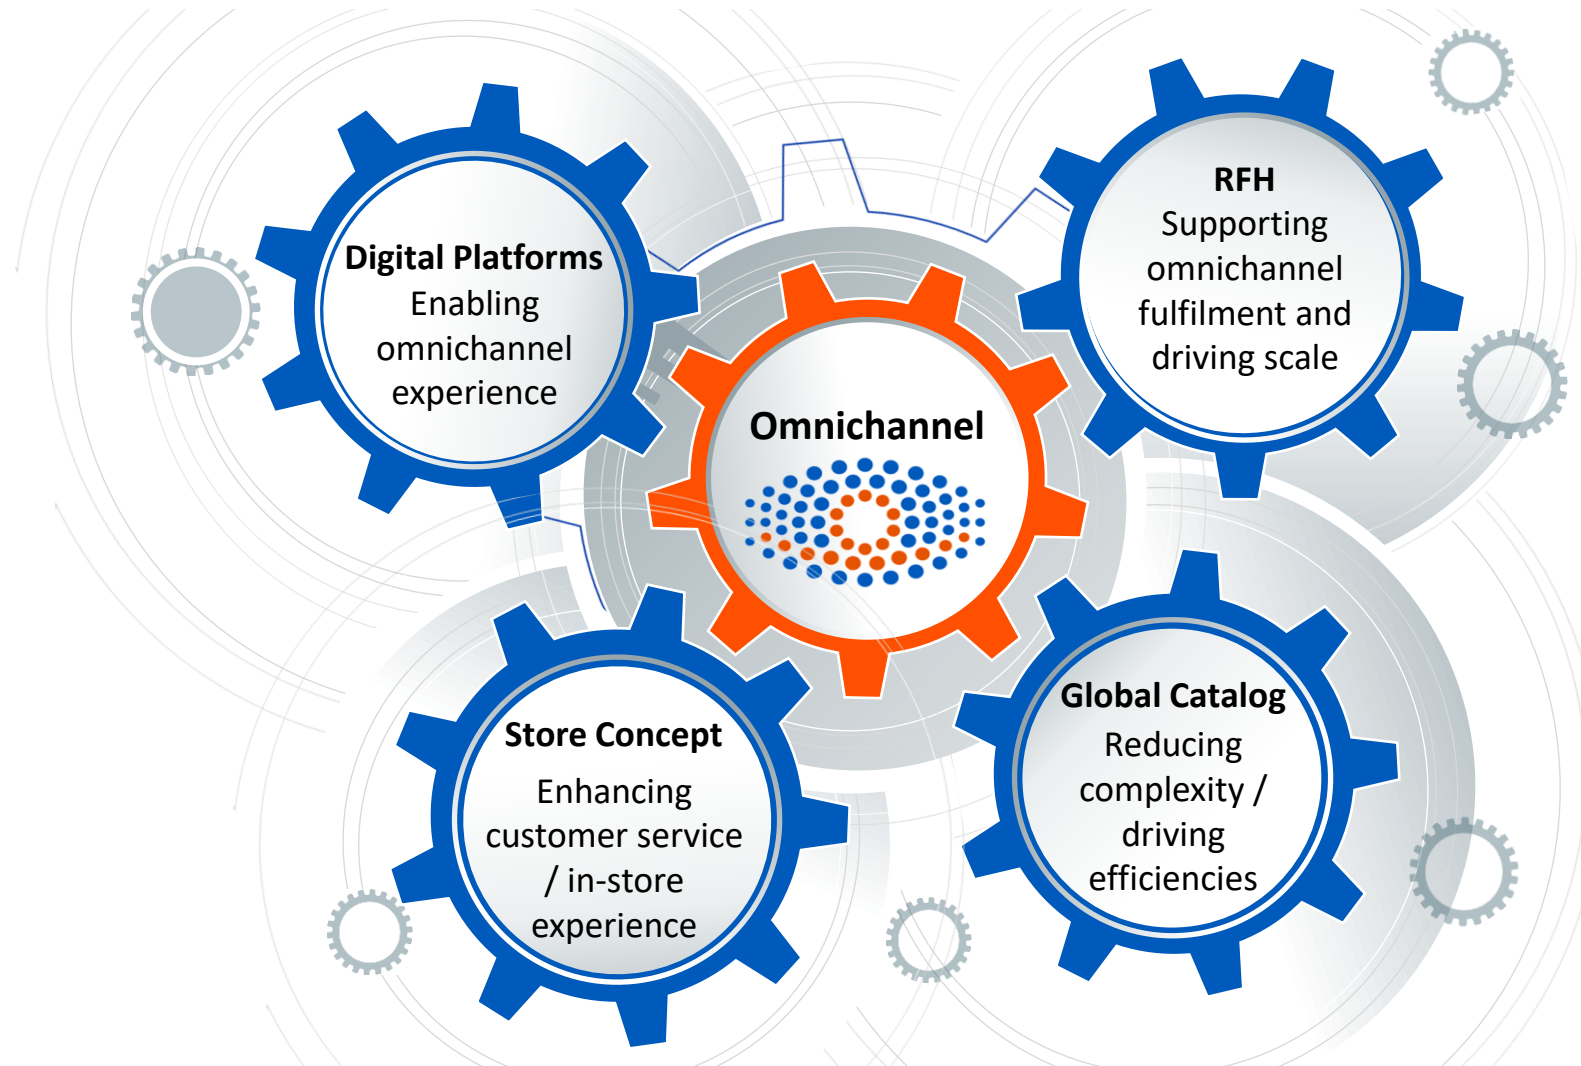 Digital Platforms
Enabling
omnichannel
experience
RFH
Supporting
omnichannel
fulfilment and
driving scale
Omnichannel
Store Concept
Enhancing
customer service
/ in-store
experience
Global Catalog
Reducing
complexity /
driving
efficiencies